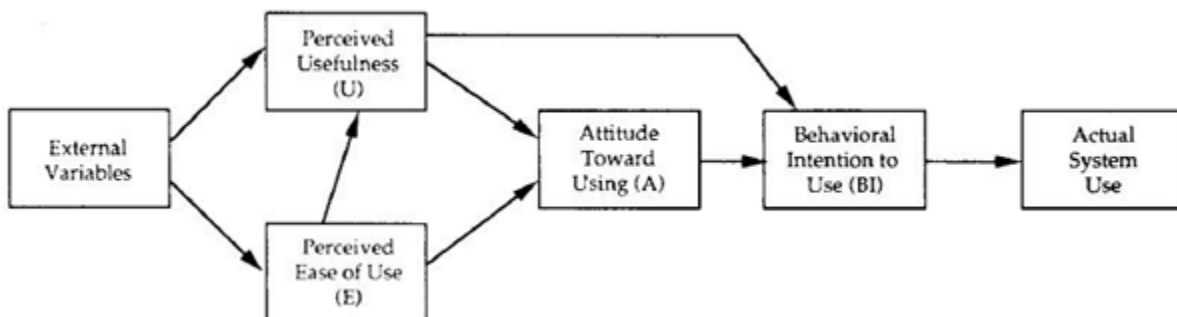 External
Variables
Perceived
Usefulness
(U)
Perceived
Ease of Use
(E)
Attitude
Toward
Using (A)
Behavioral
Intention to
Use (BI)
Actual
System
Use